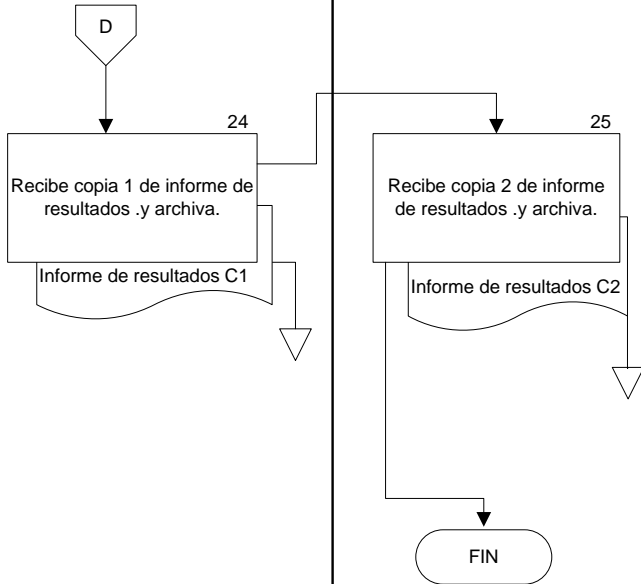 D
24
Recibe copia 1 de informe de
resultados .y archiva.
Informe de resultados C1
25
Recibe copia 2 de informe
de resultados .y archiva.
Informe de resultados C2
FIN